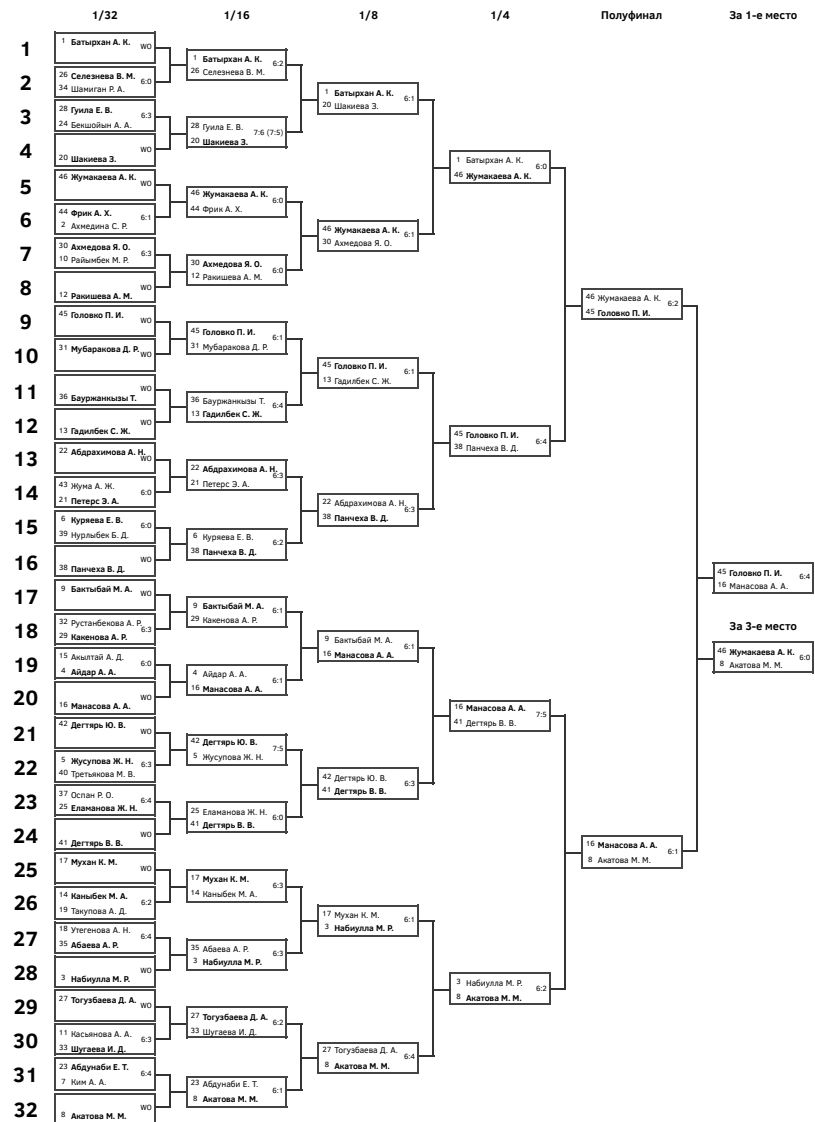 1/32
1/16
1/8
1/4
Полуфинал
За 1-е место
1
1 Батырхан А. К. WO
2
26 Селезнева В. М. 6:0
34 Шамиган Р. А.
3
28 Гуила Е. В. 6:3
24 Бекшойын А. А.
4
WO
20 Шакиева З.
5
46 Жумакаева А. К. WO
6
44 Фрик А. Х. 6:1
2 Ахмедина С. Р.
7
30 Ахмедова Я. О. 6:3
10 Райымбек М. Р.
8
WO
12 Ракишева А. М.
9
45 Головко П. И. WO
10
31 Мубаракова Д. Р. WO
11
WO
36 Бауржанкызы Т.
12
WO
13 Гадилбек С. Ж.
13
22 Абдрахимова А. Н. WO
14
43 Жума А. Ж. 6:0
21 Петерс Э. А.
15
6 Куряева Е. В. 6:0
39 Нурлыбек Б. Д.
16
WO
38 Панчеха В. Д.
17
9 Бактыбай М. А. WO
18
32 Рустанбекова А. Р. 6:3
29 Какенова А. Р.
19
15 Акылтай А. Д. 6:0
4 Айдар А. А.
20
WO
16 Манасова А. А.
21
42 Дегтярь Ю. В. WO
22
5 Жусупова Ж. Н. 6:3
40 Третьякова М. В.
23
37 Оспан Р. О. 6:4
25 Еламанова Ж. Н.
24
WO
41 Дегтярь В. В.
25
17 Мухан К. М. WO
26
14 Каныбек М. А. 6:2
19 Такупова А. Д.
27
18 Утегенова А. Н. 6:4
35 Абаева А. Р.
28
WO
3 Набиулла М. Р.
29
27 Тогузбаева Д. А. WO
30
11 Касьянова А. А. 6:3
33 Шугаева И. Д.
31
23 Абдунаби Е. Т. 6:4
7 Ким А. А.
32
WO
8 Акатова М. М.
1 Батырхан А. К. 6:2
26 Селезнева В. М.
28 Гуила Е. В. 7:6 (7:5)
20 Шакиева З.
46 Жумакаева А. К. 6:0
44 Фрик А. Х.
30 Ахмедова Я. О. 6:0
12 Ракишева А. М.
45 Головко П. И. 6:1
31 Мубаракова Д. Р.
36 Бауржанкызы Т. 6:4
13 Гадилбек С. Ж.
22 Абдрахимова А. Н. 6:3
21 Петерс Э. А.
6 Куряева Е. В. 6:2
38 Панчеха В. Д.
9 Бактыбай М. А. 6:1
29 Какенова А. Р.
4 Айдар А. А. 6:1
16 Манасова А. А.
42 Дегтярь Ю. В. 7:5
5 Жусупова Ж. Н.
25 Еламанова Ж. Н. 6:0
41 Дегтярь В. В.
17 Мухан К. М. 6:3
14 Каныбек М. А.
35 Абаева А. Р. 6:3
3 Набиулла М. Р.
27 Тогузбаева Д. А. 6:2
33 Шугаева И. Д.
23 Абдунаби Е. Т. 6:1
8 Акатова М. М.
1 Батырхан А. К. 6:1
20 Шакиева З.
46 Жумакаева А. К. 6:1
30 Ахмедова Я. О.
45 Головко П. И. 6:1
13 Гадилбек С. Ж.
22 Абдрахимова А. Н. 6:3
38 Панчеха В. Д.
9 Бактыбай М. А. 6:1
16 Манасова А. А.
42 Дегтярь Ю. В. 6:3
41 Дегтярь В. В.
17 Мухан К. М. 6:1
3 Набиулла М. Р.
27 Тогузбаева Д. А. 6:4
8 Акатова М. М.
1 Батырхан А. К. 6:0
46 Жумакаева А. К.
45 Головко П. И. 6:4
38 Панчеха В. Д.
16 Манасова А. А. 7:5
41 Дегтярь В. В.
3 Набиулла М. Р. 6:2
8 Акатова М. М.
46 Жумакаева А. К. 6:2
45 Головко П. И.
16 Манасова А. А. 6:1
8 Акатова М. М.
45 Головко П. И. 6:4
16 Манасова А. А.
За 3-е место
46 Жумакаева А. К. 6:0
8 Акатова М. М.